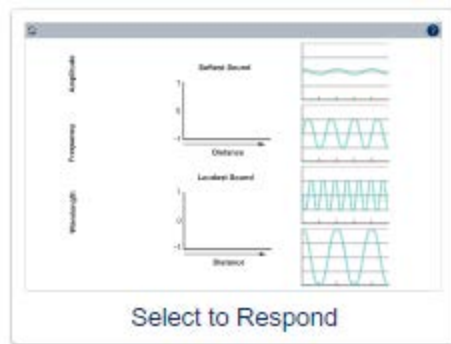 Amplitude
Frequency
Wavelength
Softest Sound
1
0
-1
Distance
Loudest Sound
1
0
-1
Distance
Select to Respond